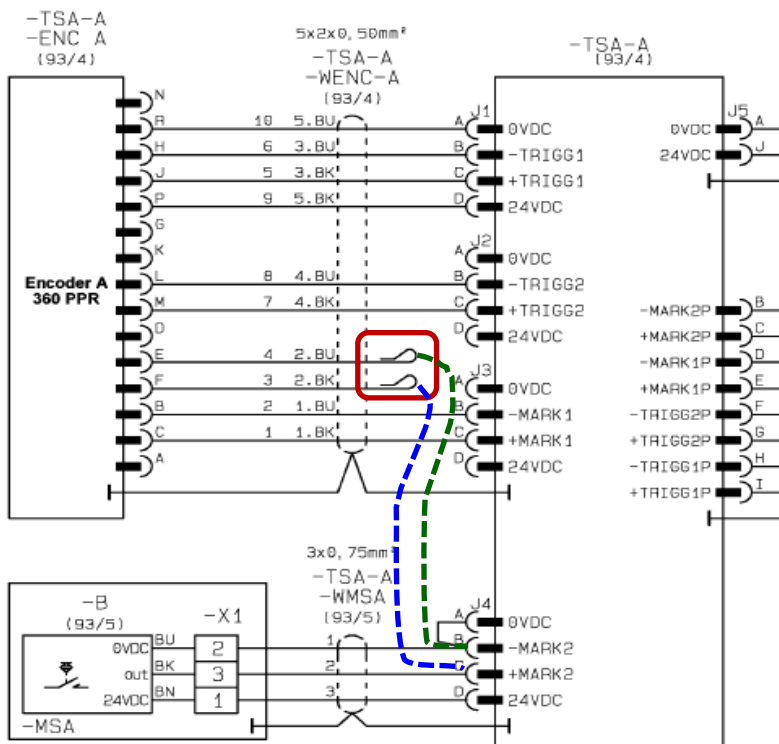 -TSA-A
-ENC A
(93/4)
5x2x0,50mm²
-TSA-A
-WENC-A
(93/4)
-TSA-A
(93/4)
N
R 10 5.BU A J1 0VDC
H 6 3.BU B -TRIGG1
J 5 3.BK C +TRIGG1
P 9 5.BK D 24VDC
G
K A J2 0VDC
L 8 4.BU B -TRIGG2
M 7 4.BK C +TRIGG2
D D 24VDC
E 4 2.BU
F 3 2.BK A J3 0VDC
B 2 1.BU B -MARK1
C 1 1.BK C +MARK1
A D 24VDC
Encoder A
360 PPR
J5
0VDC A
24VDC J
-MARK2P B
+MARK2P C
-MARK1P D
+MARK1P E
-TRIGG2P F
+TRIGG2P G
-TRIGG1P H
+TRIGG1P I
3x0,75mm²
-TSA-A
-WMSA
(93/5)
-B
(93/5)
-X1
0VDC BU 2 1
out BK 3 2
24VDC BN 1 3
-MSA
J4
A 0VDC
B -MARK2
C +MARK2
D 24VDC